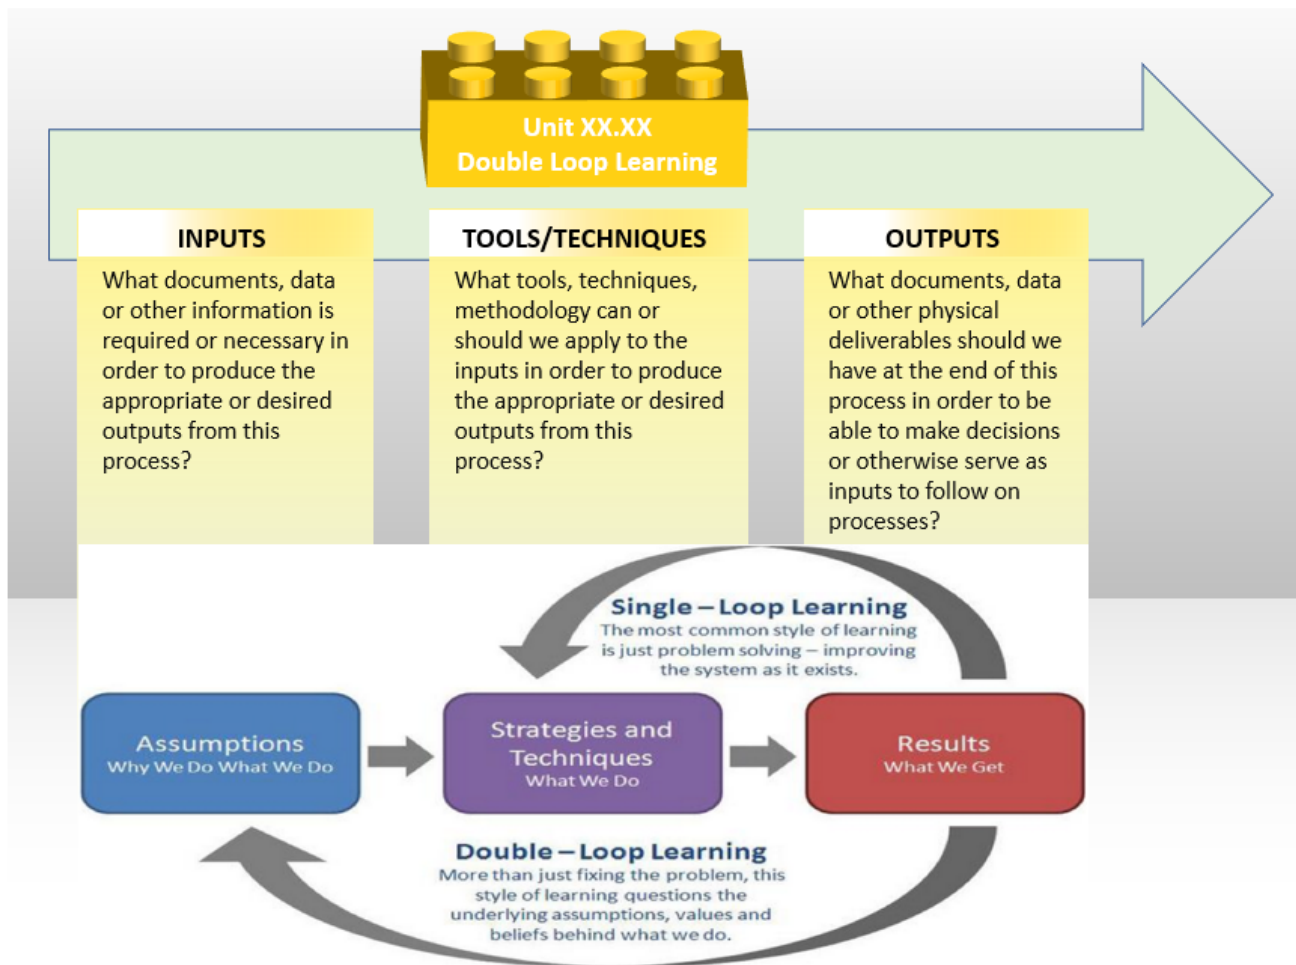 Unit XX.XX
Double Loop Learning
INPUTS
What documents, data
or other information is
required or necessary in
order to produce the
appropriate or desired
outputs from this
process?
TOOLS/TECHNIQUES
What tools, techniques,
methodology can or
should we apply to the
inputs in order to produce
the appropriate or desired
outputs from this
process?
OUTPUTS
What documents, data
or other physical
deliverables should we
have at the end of this
process in order to be
able to make decisions
or otherwise serve as
inputs to follow on
processes?
Single – Loop Learning
The most common style of learning
is just problem solving – improving
the system as it exists.
Assumptions
Why We Do What We Do
Strategies and
Techniques
What We Do
Results
What We Get
Double – Loop Learning
More than just fixing the problem, this
style of learning questions the
underlying assumptions, values and
beliefs behind what we do.